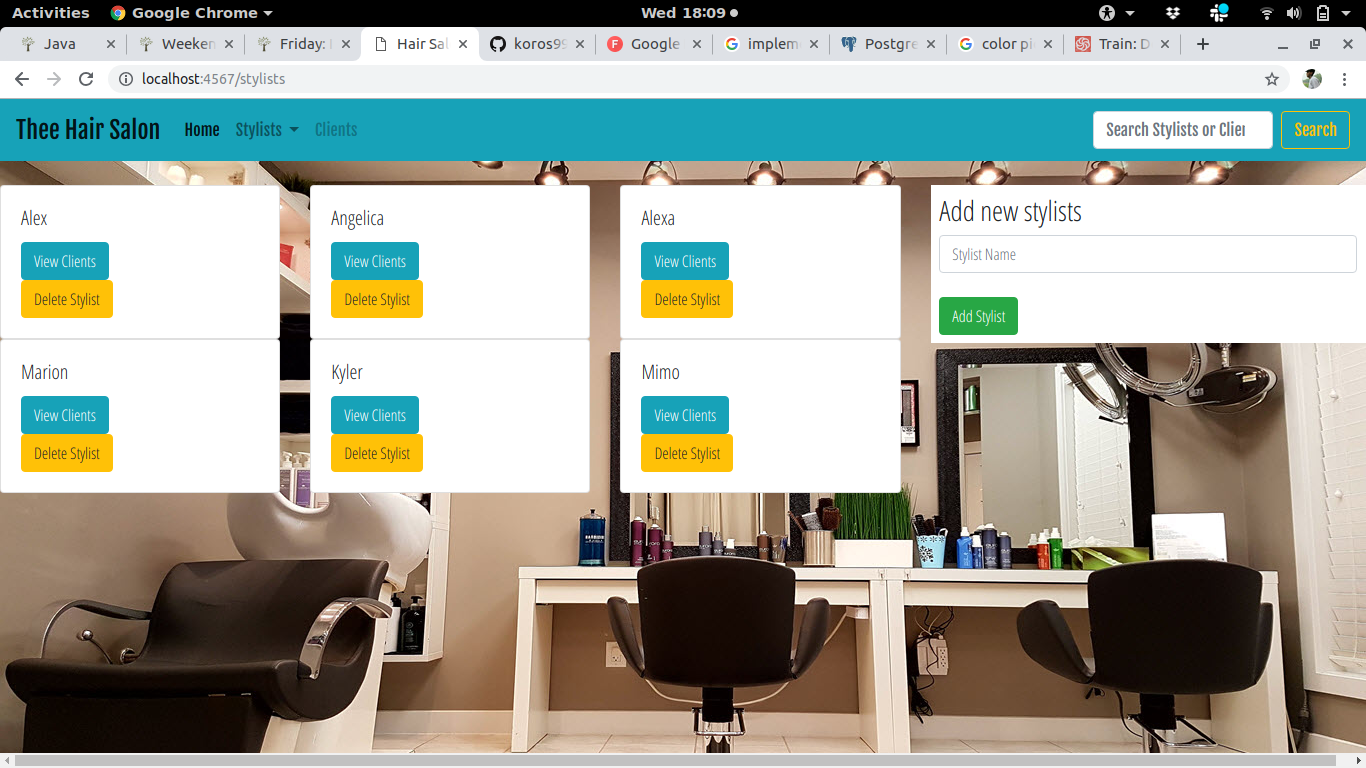 Activities Google Chrome Wed 18:09
Java Weeken Friday: Hair Sal koros99 Google implem Postgre color pi Train: D
localhost:4567/stylists
Thee Hair Salon Home Stylists Clients Search Stylists or Clien Search
Alex Angelica Alexa Add new stylists
View Clients View Clients View Clients Stylist Name
Delete Stylist Delete Stylist Delete Stylist Add Stylist
Marion Kyler Mimo
View Clients View Clients View Clients
Delete Stylist Delete Stylist Delete Stylist